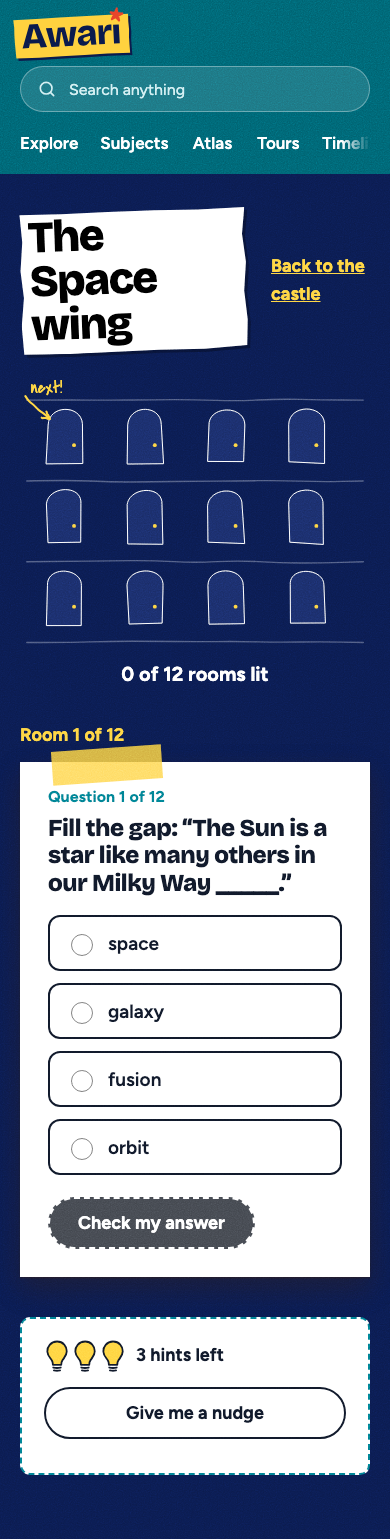 Awari
Search anything
Explore Subjects Atlas Tours Timeli
The
Space
wing
Back to the
castle
next!
0 of 12 rooms lit
Room 1 of 12
Question 1 of 12
Fill the gap: “The Sun is a
star like many others in
our Milky Way _____.”
space
galaxy
fusion
orbit
Check my answer
3 hints left
Give me a nudge